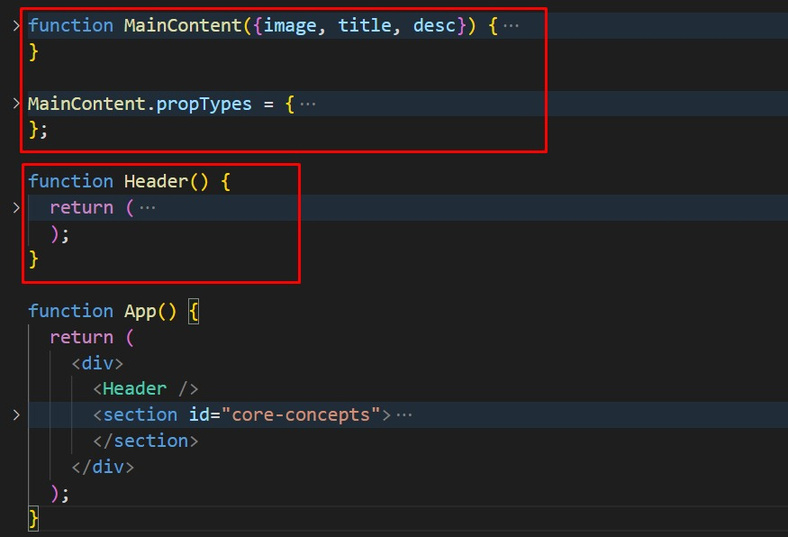 function MainContent({image, title, desc}) {···
}
MainContent.propTypes = {···
};
function Header() {
return (···
);
}
function App() {
return (
<div>
<Header />
<section id="core-concepts">···
</section>
</div>
);
}